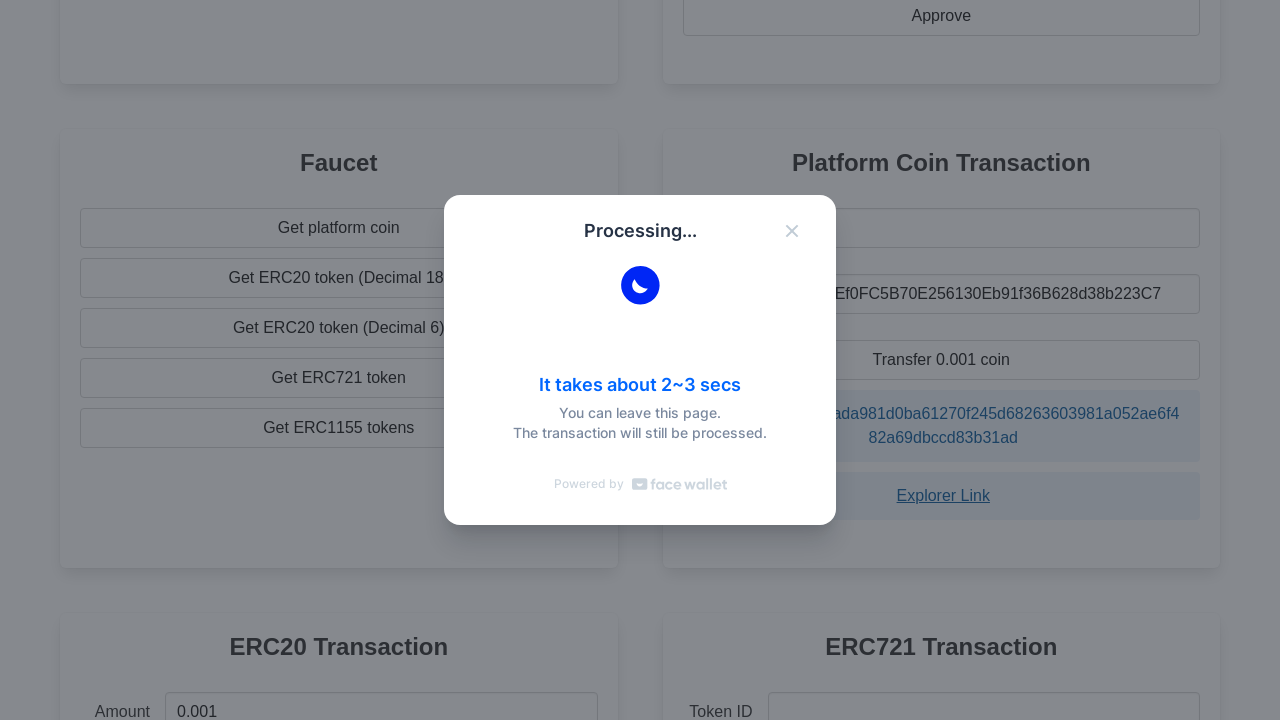 Approve
Faucet
Platform Coin Transaction
Get platform coin
Get ERC20 token (Decimal 18
Get ERC20 token (Decimal 6)
Get ERC721 token
Get ERC1155 tokens
Ef0FC5B70E256130Eb91f36B628d38b223C7
Transfer 0.001 coin
ada981d0ba61270f245d68263603981a052ae6f4
82a69dbccd83b31ad
Explorer Link
Processing...
It takes about 2~3 secs
You can leave this page.
The transaction will still be processed.
Powered by face wallet
ERC20 Transaction
ERC721 Transaction
Amount
0.001
Token ID